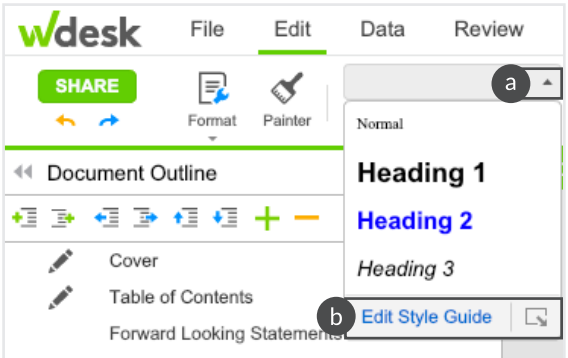 wdesk
File Edit Data Review
SHARE
Format
Painter
a
Normal
Document Outline
Heading 1
Heading 2
Heading 3
Cover
Table of Contents
b
Edit Style Guide
Forward Looking Statements